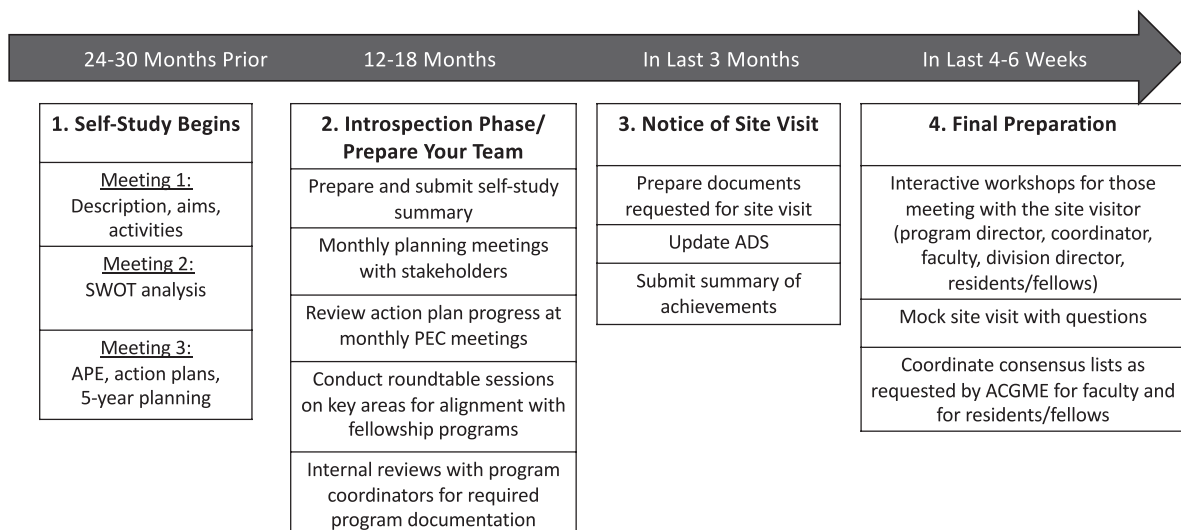 24-30 Months Prior
12-18 Months
In Last 3 Months
In Last 4-6 Weeks
1. Self-Study Begins
Meeting 1:
Description, aims,
activities
Meeting 2:
SWOT analysis
Meeting 3:
APE, action plans,
5-year planning
2. Introspection Phase/
Prepare Your Team
Prepare and submit self-study
summary
Monthly planning meetings
with stakeholders
Review action plan progress at
monthly PEC meetings
Conduct roundtable sessions
on key areas for alignment with
fellowship programs
Internal reviews with program
coordinators for required
program documentation
3. Notice of Site Visit
Prepare documents
requested for site visit
Update ADS
Submit summary of
achievements
4. Final Preparation
Interactive workshops for those
meeting with the site visitor
(program director, coordinator,
faculty, division director,
residents/fellows)
Mock site visit with questions
Coordinate consensus lists as
requested by ACGME for faculty and
for residents/fellows